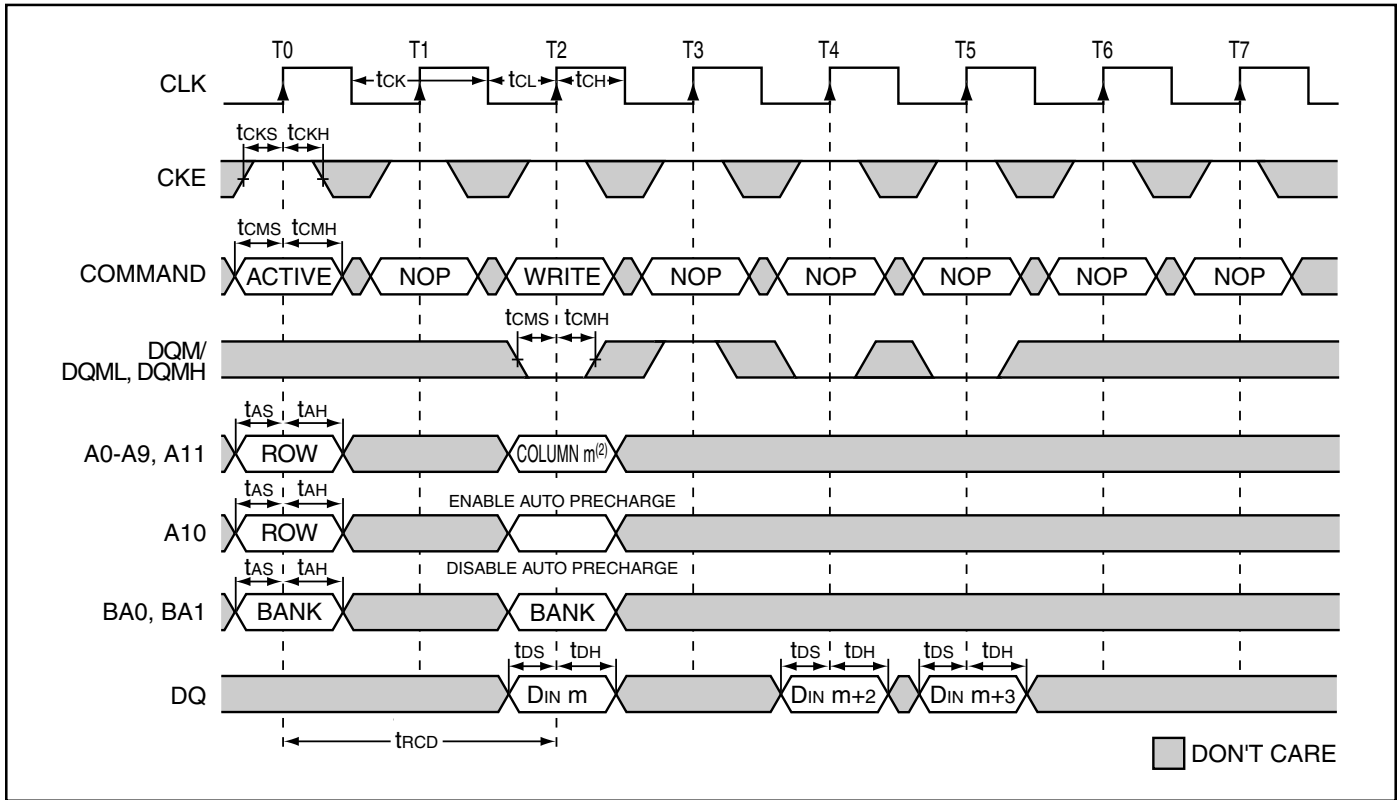 T0 T1 T2 T3 T4 T5 T6 T7
CLK tCK tCL tCH
tCKS tCKH
CKE
tCMS tCMH
COMMAND ACTIVE NOP WRITE NOP NOP NOP NOP NOP
tCMS tCMH
DQM/
DQML, DQMH
tAS tAH
A0-A9, A11 ROW COLUMN m(2)
tAS tAH ENABLE AUTO PRECHARGE
A10 ROW
tAS tAH DISABLE AUTO PRECHARGE
BA0, BA1 BANK BANK
tDS tDH tDS tDH tDS tDH
DQ DIN m DIN m+2 DIN m+3
tRCD
DON'T CARE